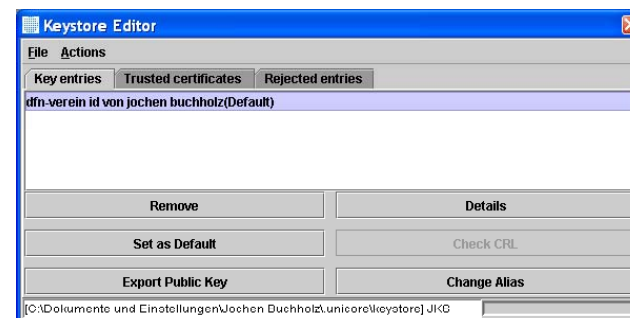 Keystore Editor
File Actions
Key entries Trusted certificates Rejected entries
dfn-verein id von jochen buchholz(Default)
Remove Details
Set as Default Check CRL
Export Public Key Change Alias
[C:\Dokumente und Einstellungen\Jochen Buchholz\.unicore\keystore] JKS